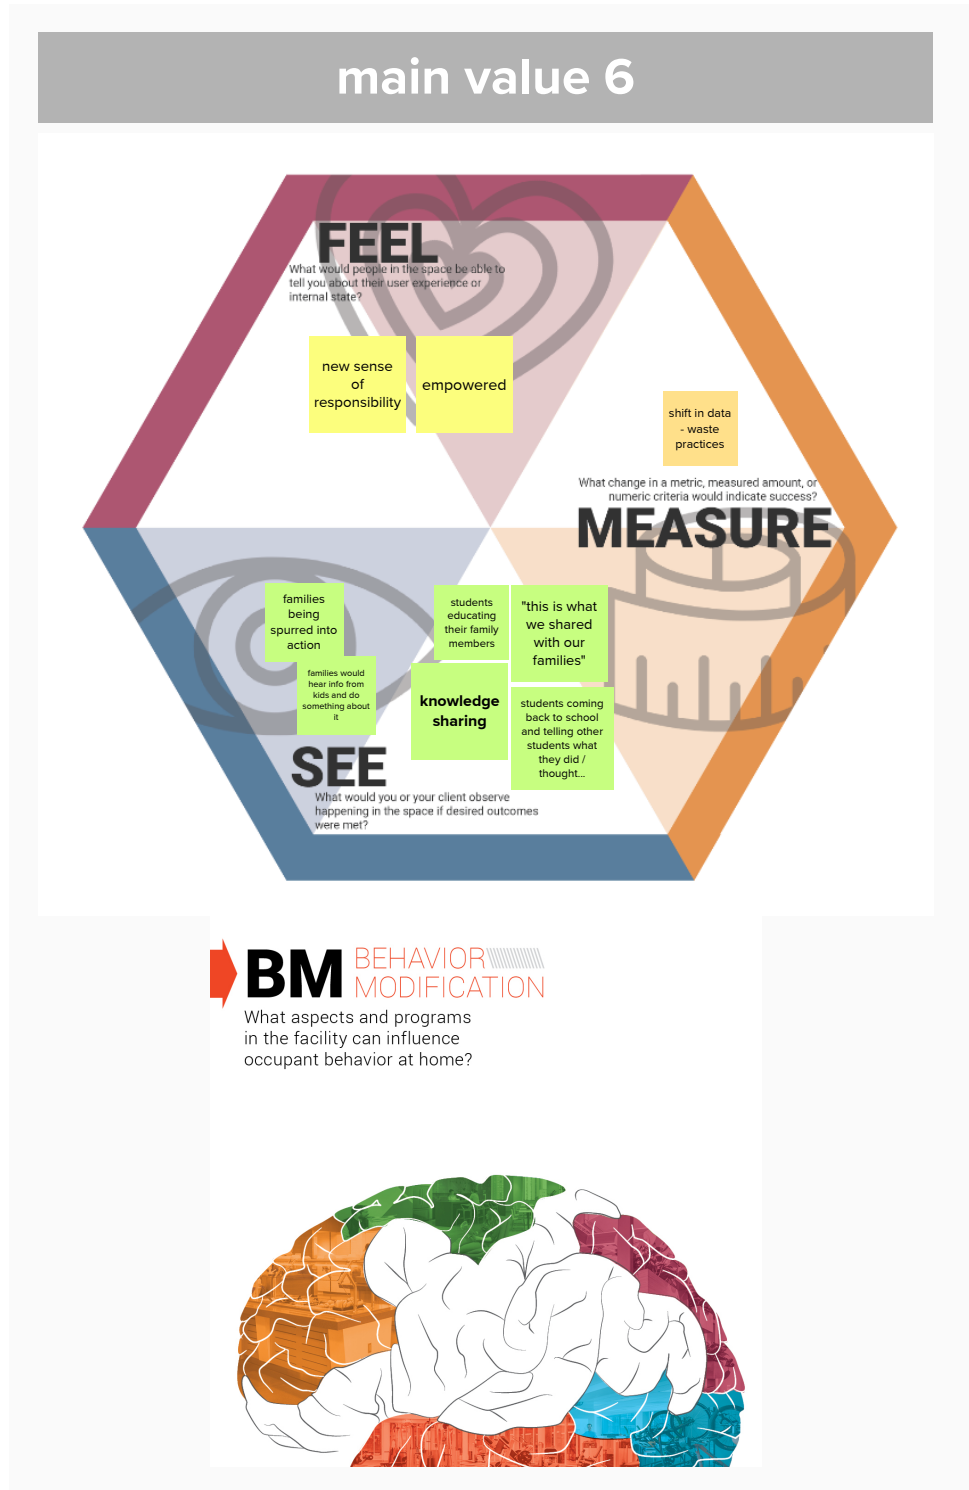 main value 6
FEEL
What would people in the space be able to
tell you about their user experience or
internal state?
new sense
of
responsibility
empowered
shift in data
- waste
practices
What change in a metric, measured amount, or
numeric criteria would indicate success?
MEASURE
families
being
spurred into
action
families would
hear info from
kids and do
something about
it
students
educating
their family
members
"this is what
we shared
with our
families"
knowledge
sharing
students coming
back to school
and telling other
students what
they did /
thought...
SEE
What would you or your client observe
happening in the space if desired outcomes
were met?
BM
BEHAVIOR
MODIFICATION
What aspects and programs
in the facility can influence
occupant behavior at home?